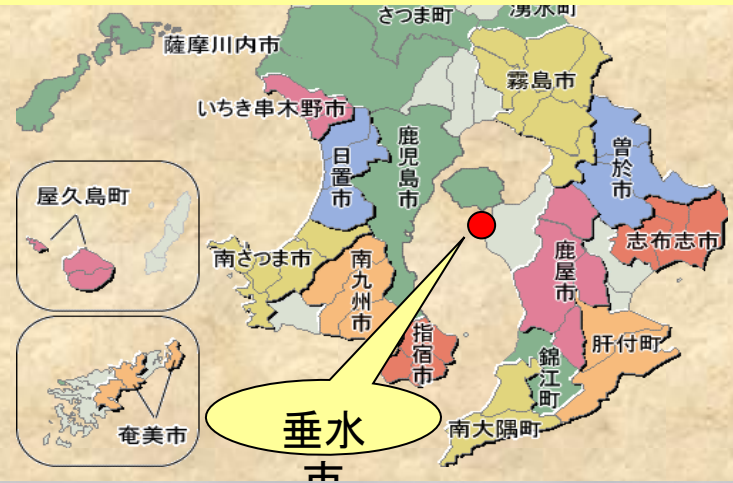 さつま町
湧水町
薩摩川内市
霧島市
いちき串木野市
鹿児島市
日置市
曽於市
屋久島町
志布志市
南さつま市
南九州市
鹿屋市
指宿市
肝付町
錦江町
垂水
市
南大隅町
奄美市